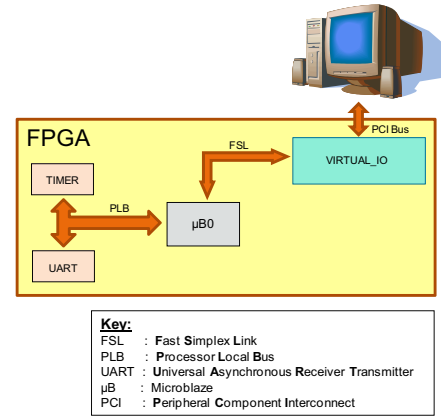 PCI Bus
FPGA
FSL
VIRTUAL_IO
TIMER
PLB
µB0
UART
Key:
FSL : Fast Simplex Link
PLB : Processor Local Bus
UART : Universal Asynchronous Receiver Transmitter
µB : Microblaze
PCI : Peripheral Component Interconnect